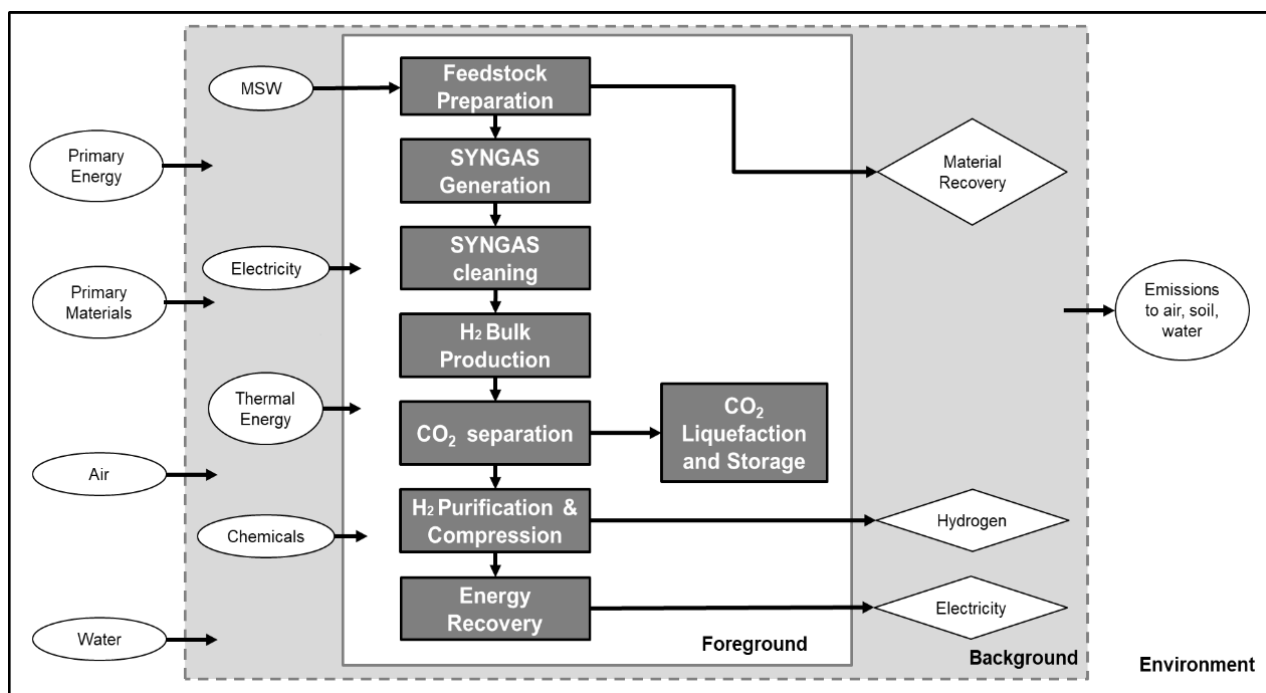 MSW
Feedstock
Preparation
Primary
Energy
SYNGAS
Generation
Material
Recovery
Electricity
SYNGAS
cleaning
Primary
Materials
Emissions
to air, soil,
water
H₂ Bulk
Production
Thermal
Energy
CO₂ separation
CO₂
Liquefaction
and Storage
Air
Chemicals
H₂ Purification &
Compression
Hydrogen
Energy
Recovery
Electricity
Water
Foreground
Background
Environment